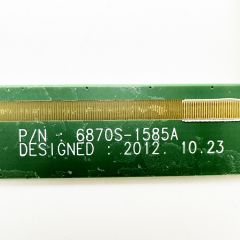 P/N : 6870S-1585A
DESIGNED : 2012. 10.23